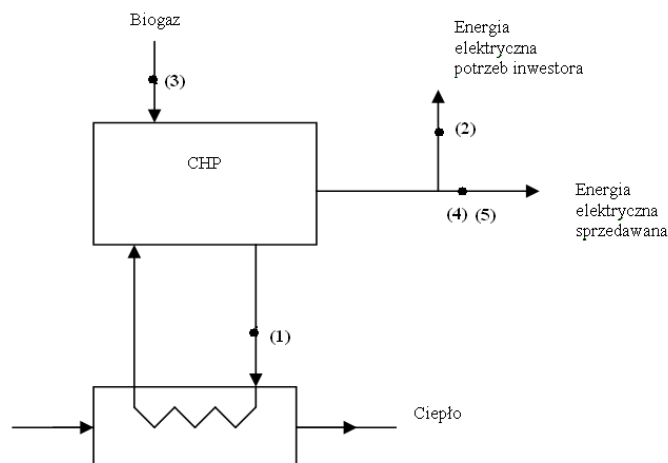 Biogaz
(3)
Energia
elektryczna
potrzeb inwestora
(2)
CHP
(4) (5)
Energia
elektryczna
sprzedawana
(1)
Ciepło